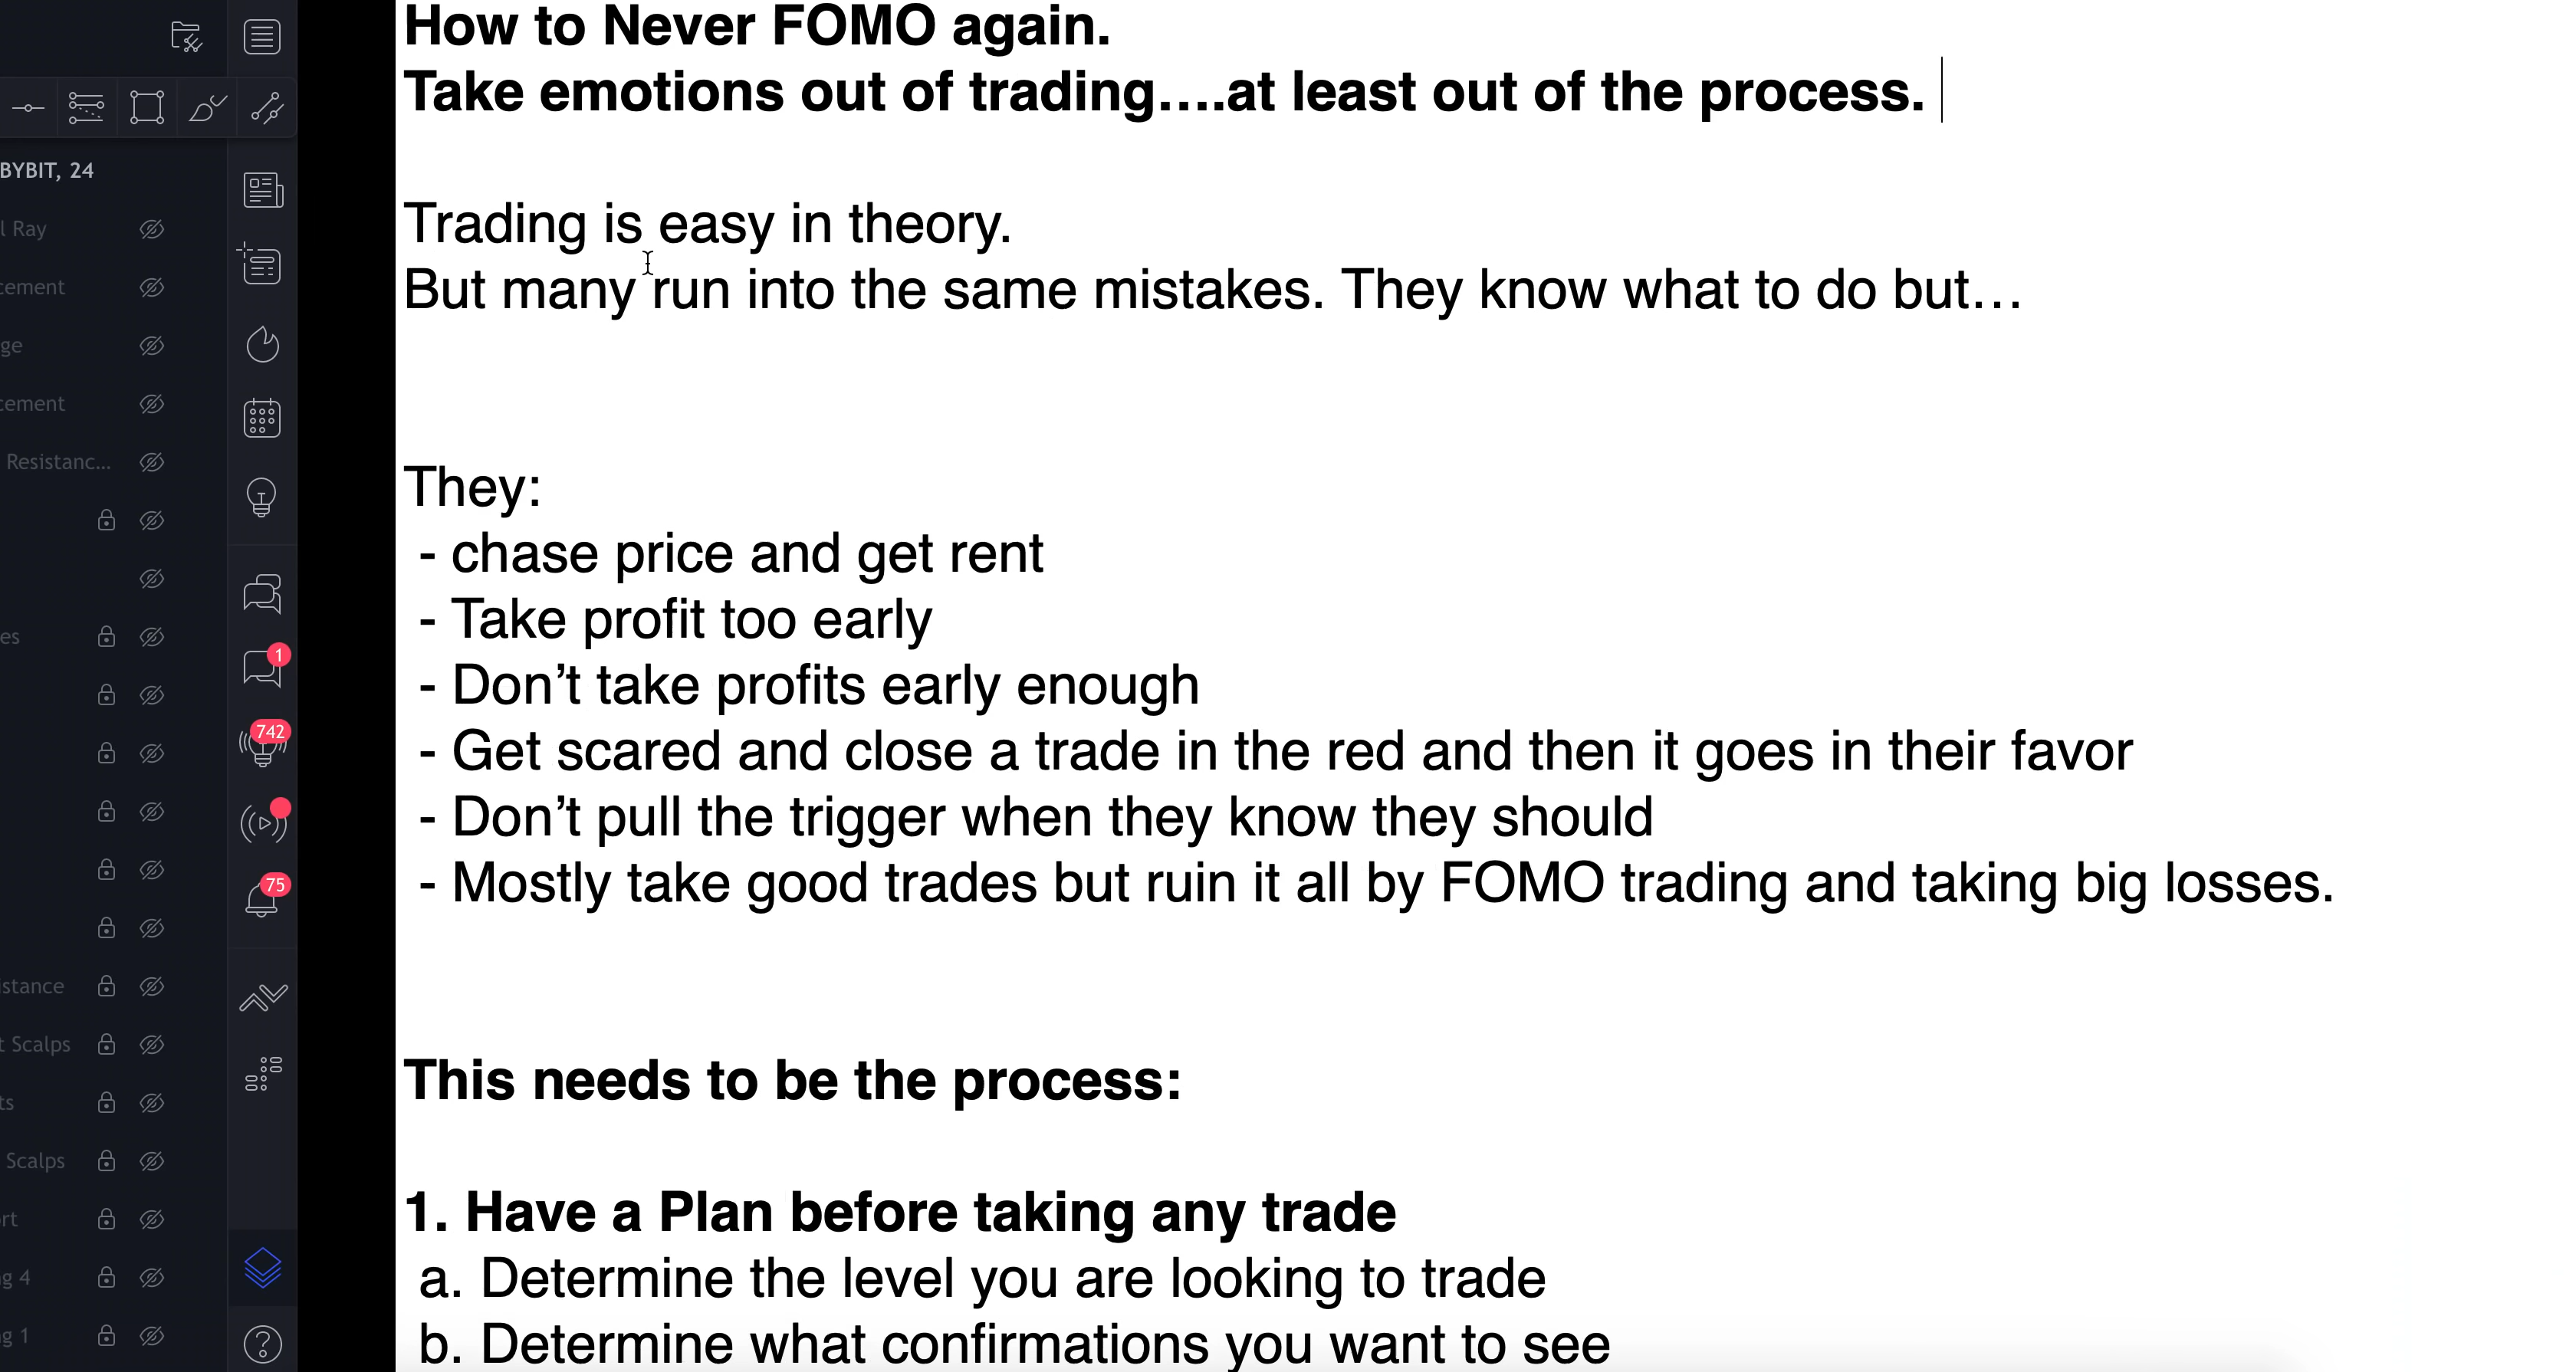 BYBIT, 24
l Ray
cement
ge
cement
Resistanc...
es
istance
t Scalps
ts
Scalps
rt
g 4
g 1
1
742
75
How to Never FOMO again.
Take emotions out of trading....at least out of the process.
Trading is easy in theory.
But many run into the same mistakes. They know what to do but...
They:
- chase price and get rent
- Take profit too early
- Don't take profits early enough
- Get scared and close a trade in the red and then it goes in their favor
- Don't pull the trigger when they know they should
- Mostly take good trades but ruin it all by FOMO trading and taking big losses.
This needs to be the process:
1. Have a Plan before taking any trade
a. Determine the level you are looking to trade
b. Determine what confirmations you want to see